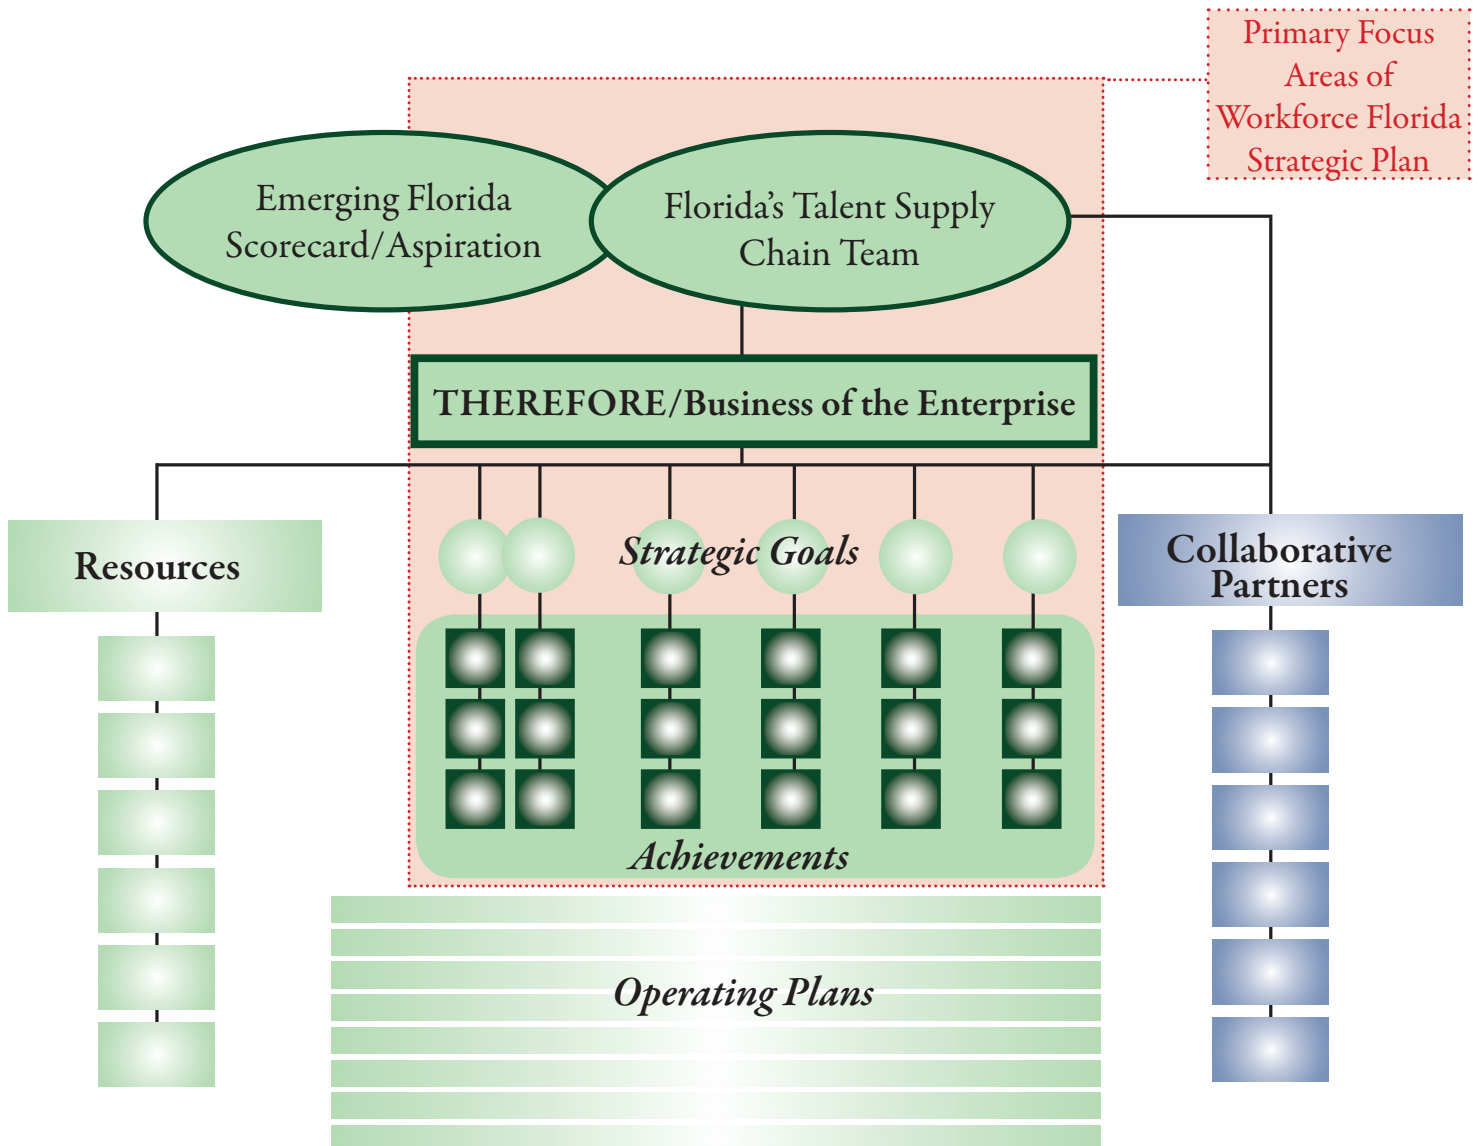 Primary Focus
Areas of
Workforce Florida
Strategic Plan
Emerging Florida
Scorecard/Aspiration
Florida’s Talent Supply
Chain Team
THEREFORE/Business of the Enterprise
Resources
Strategic Goals
Collaborative
Partners
Achievements
Operating Plans